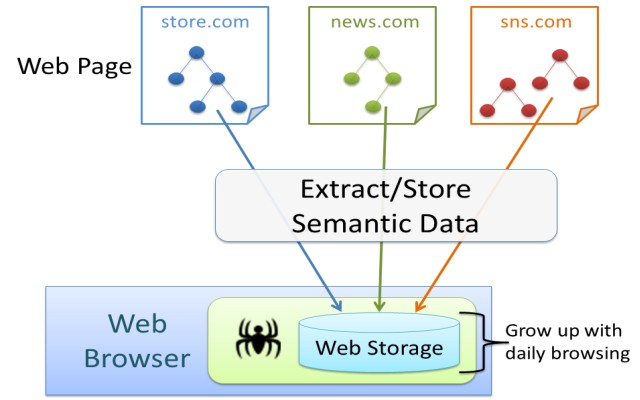 store.com
news.com
sns.com
Web Page
Extract/Store
Semantic Data
Web
Browser
Web Storage
Grow up with
daily browsing